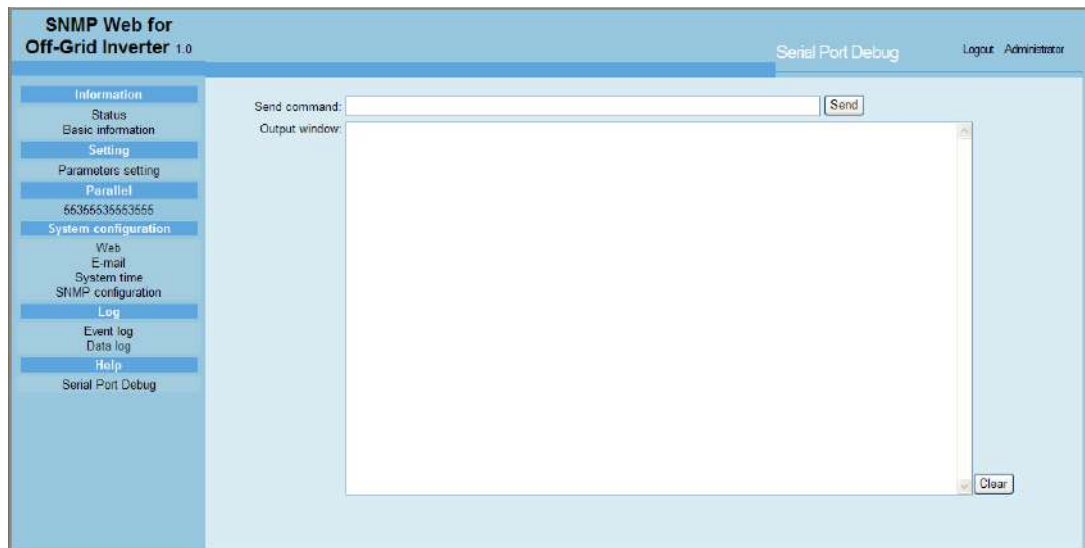 SNMP Web for
Off-Grid Inverter 1.0
Serial Port Debug
Logout Administrator
Information
Status
Basic information
Setting
Parameters setting
Parallel
55355535553555
System configuration
Web
E-mail
System time
SNMP configuration
Log
Event log
Data log
Help
Serial Port Debug
Send command:
Send
Output window:
Clear